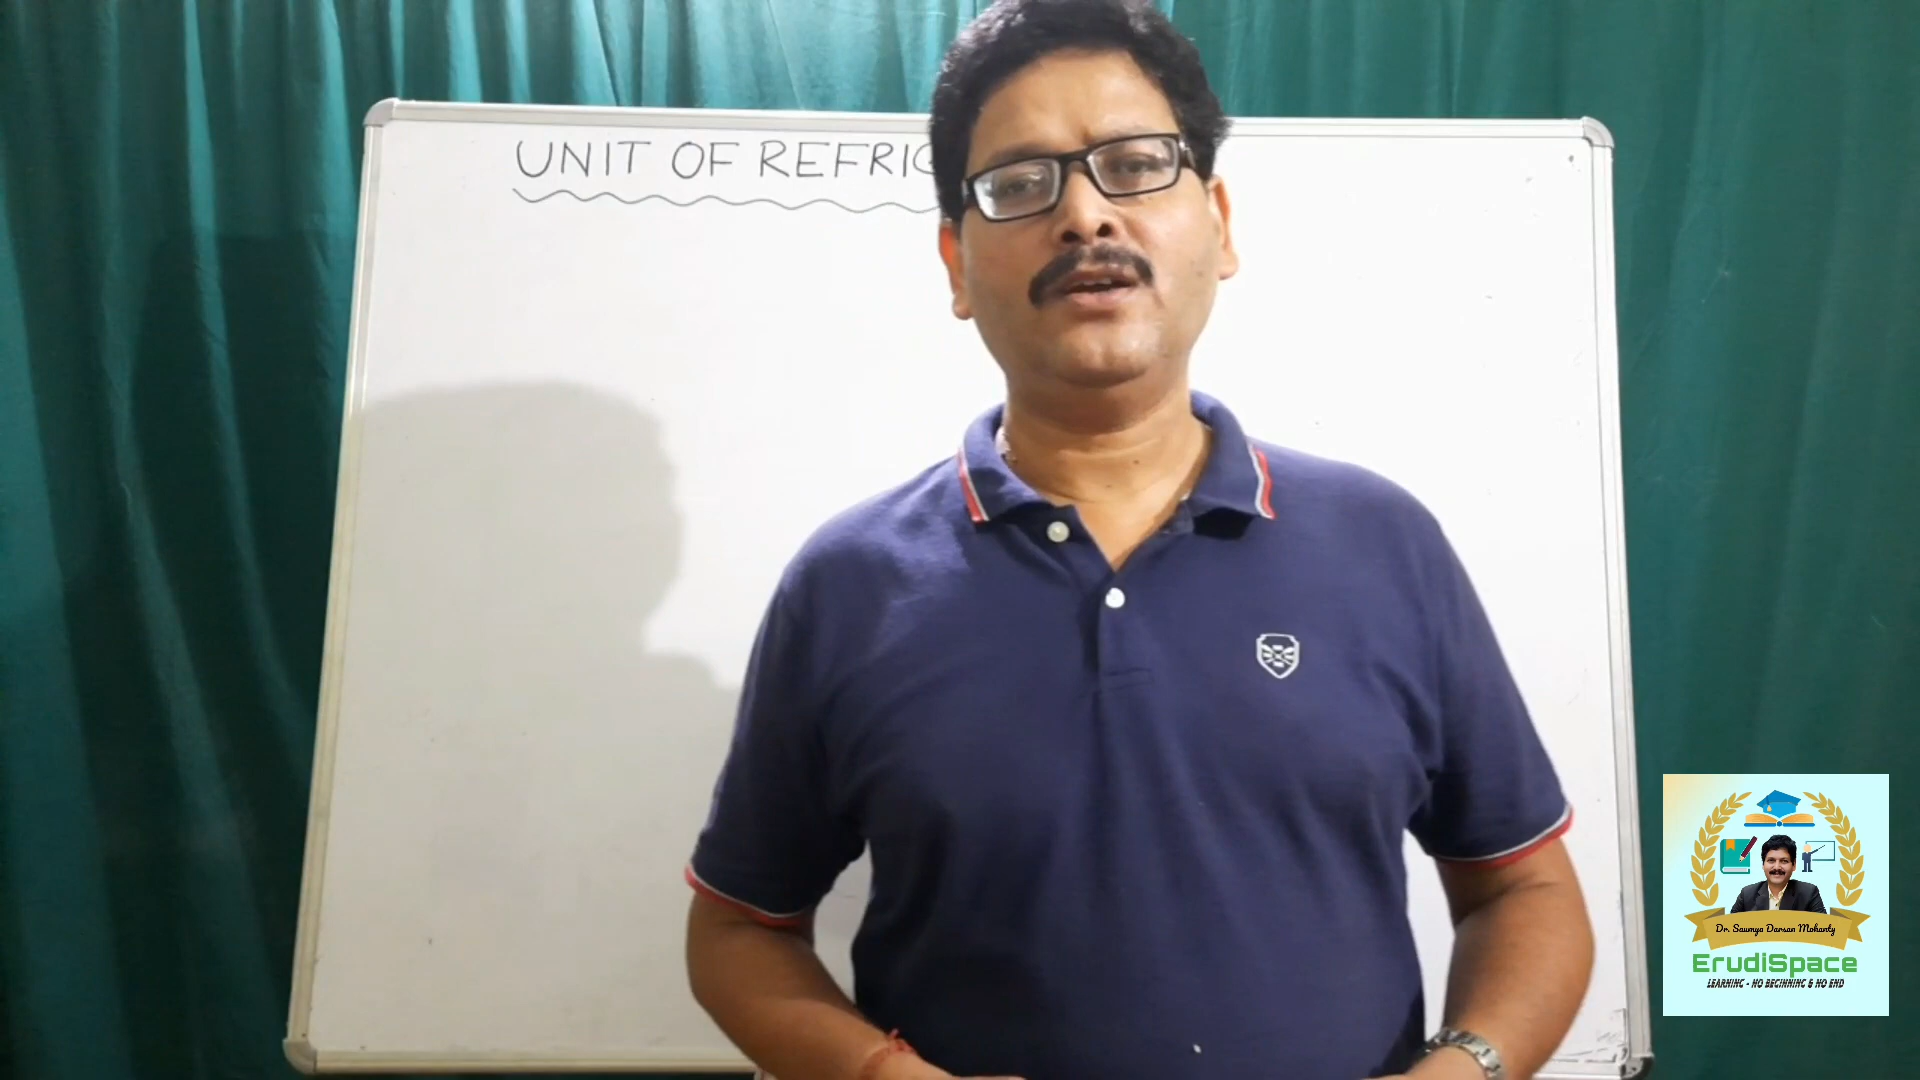 UNIT OF REFRIG
Dr. Saumya Darsan Mohanty
ErudiSpace
LEARNING - NO BEGINNING & NO END